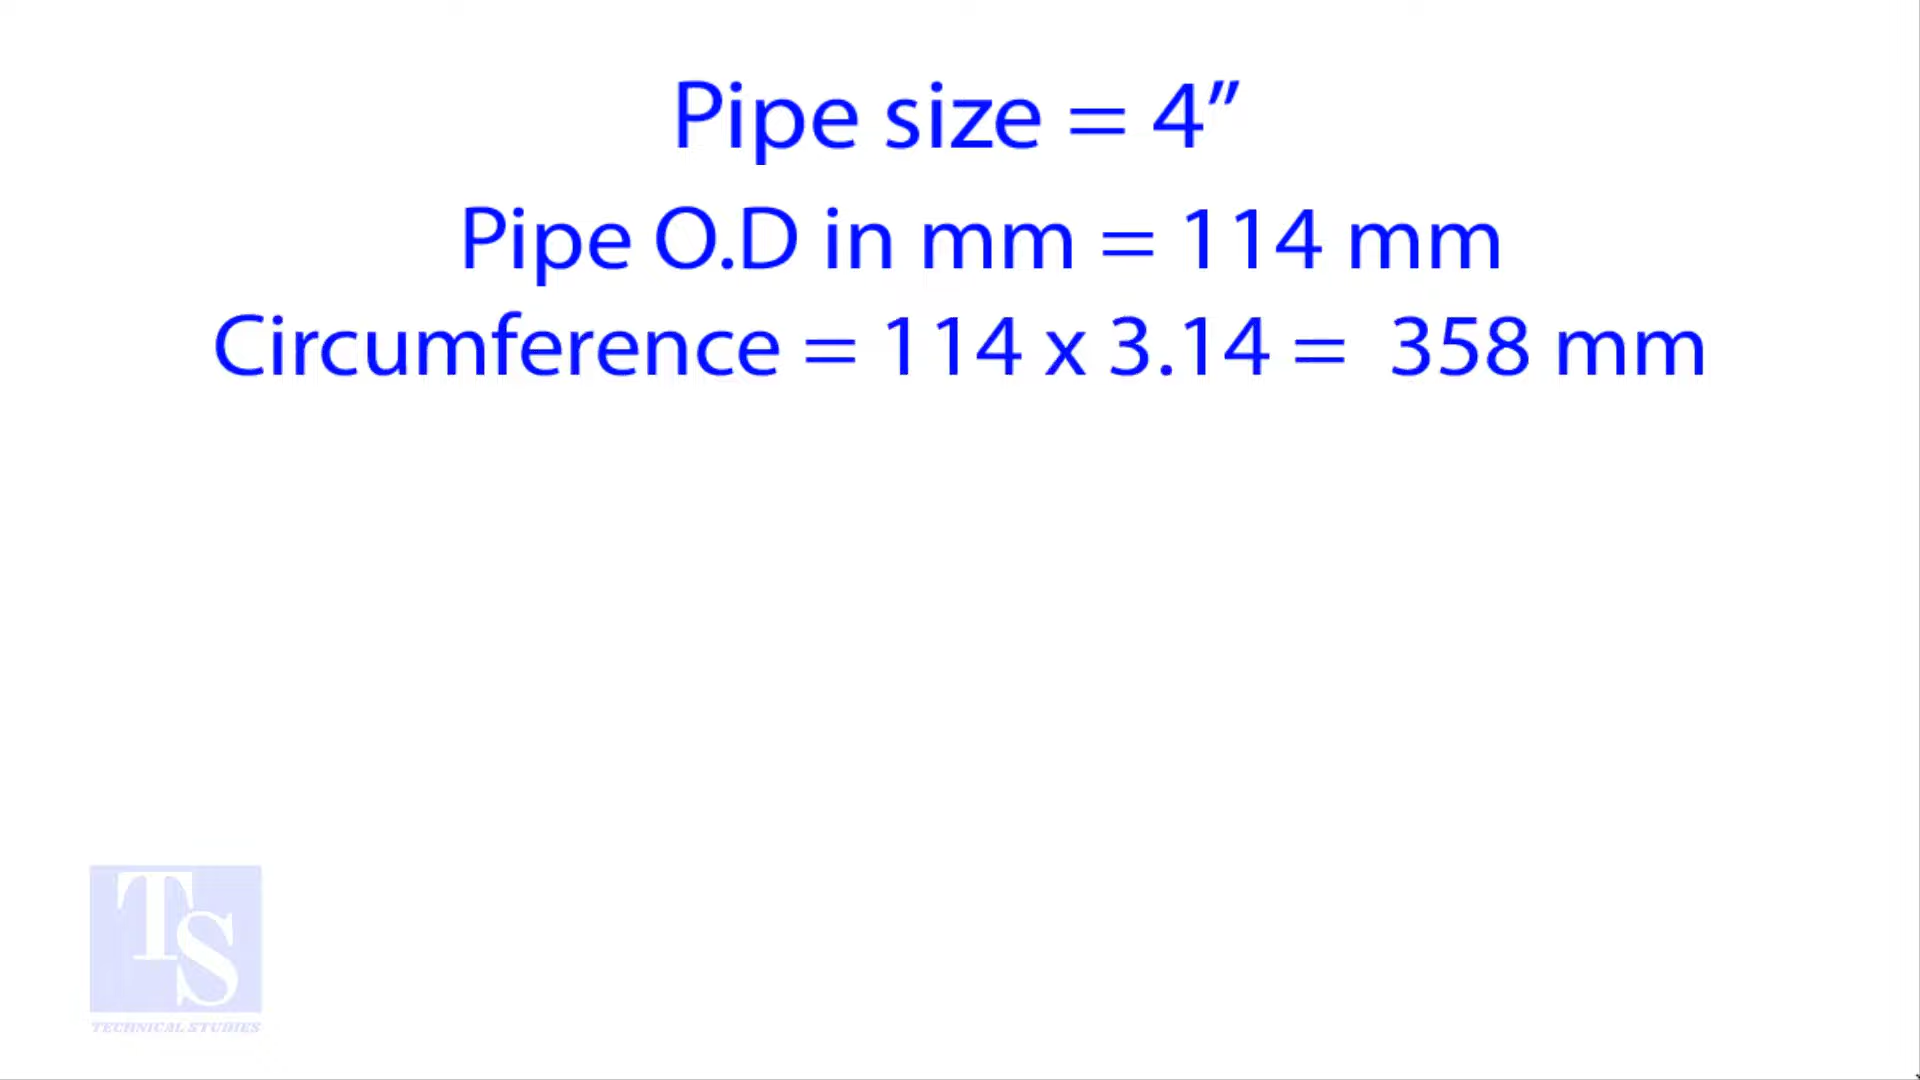 Pipe size = 4”
Pipe O.D in mm = 114 mm
Circumference = 114 x 3.14 = 358 mm
TS
TECHNICAL STUDIES